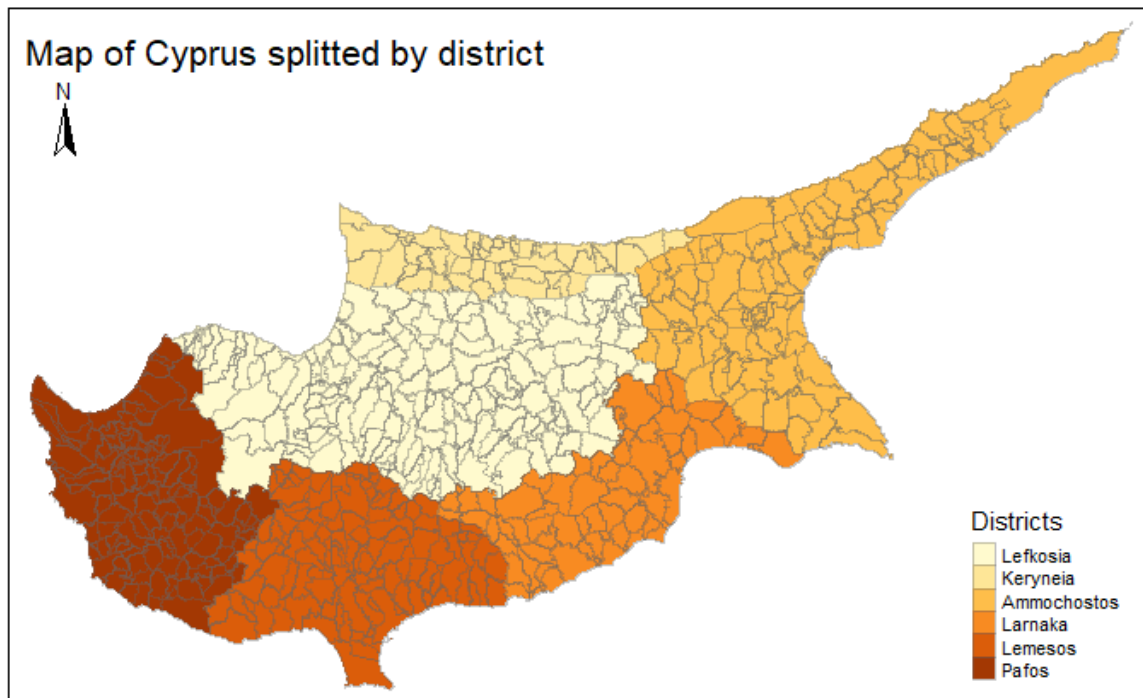 Map of Cyprus splitted by district
N
Districts
Lefkosia
Keryneia
Ammochostos
Larnaka
Lemesos
Pafos